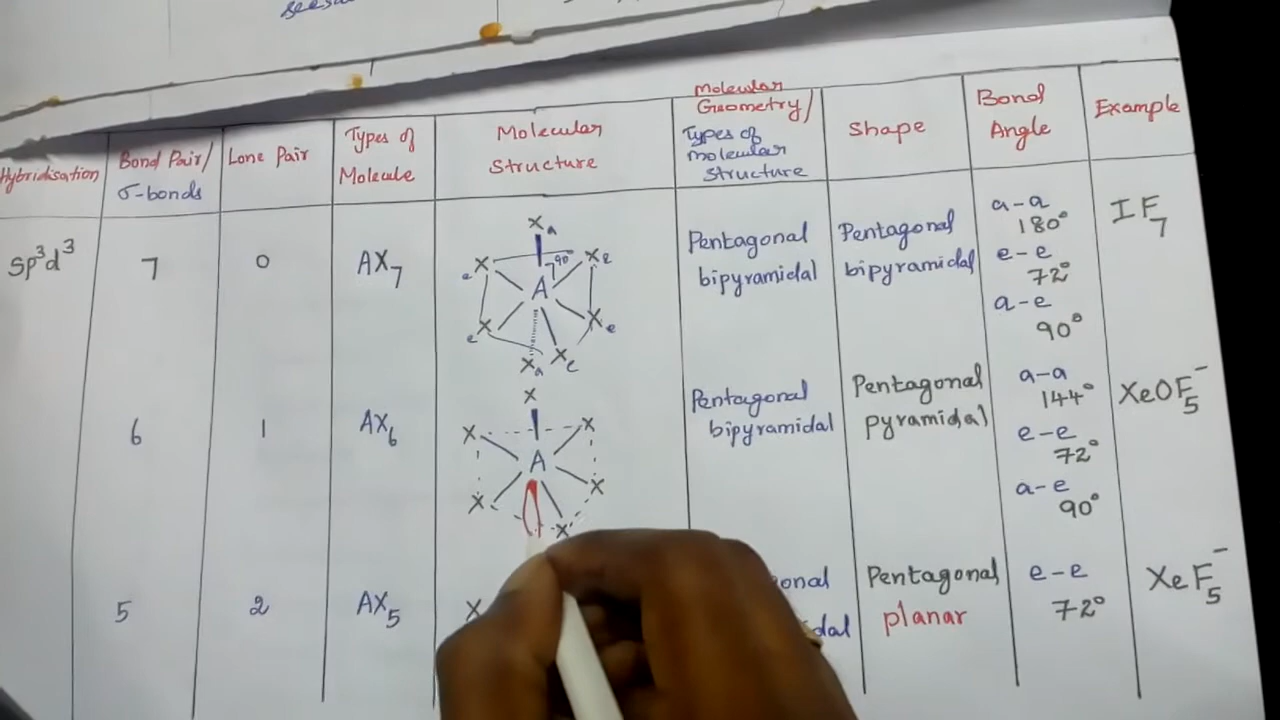 Hybridisation
Bond Pair/
σ-bonds
Lone Pair
Types of
Molecule
Molecular
Structure
Molecular
Geometry/
Types of
molecular
structure
Shape
Bond
Angle
Example
Sp³d³
7
0
AX₇
Xₐ
X
e
Xe
90°
A
X
e
Xe
Xₐ
Xe
Pentagonal
bipyramidal
Pentagonal
bipyramidal
a-a
180°
e-e
72°
a-e
90°
IF₇
6
1
AX₆
X
X
X
A
X
X
X
Pentagonal
bipyramidal
Pentagonal
pyramidal
a-a
144°
e-e
72°
a-e
90°
XeOF₅⁻
5
2
AX₅
X
onal
dal
Pentagonal
planar
e-e
72°
XeF₅⁻